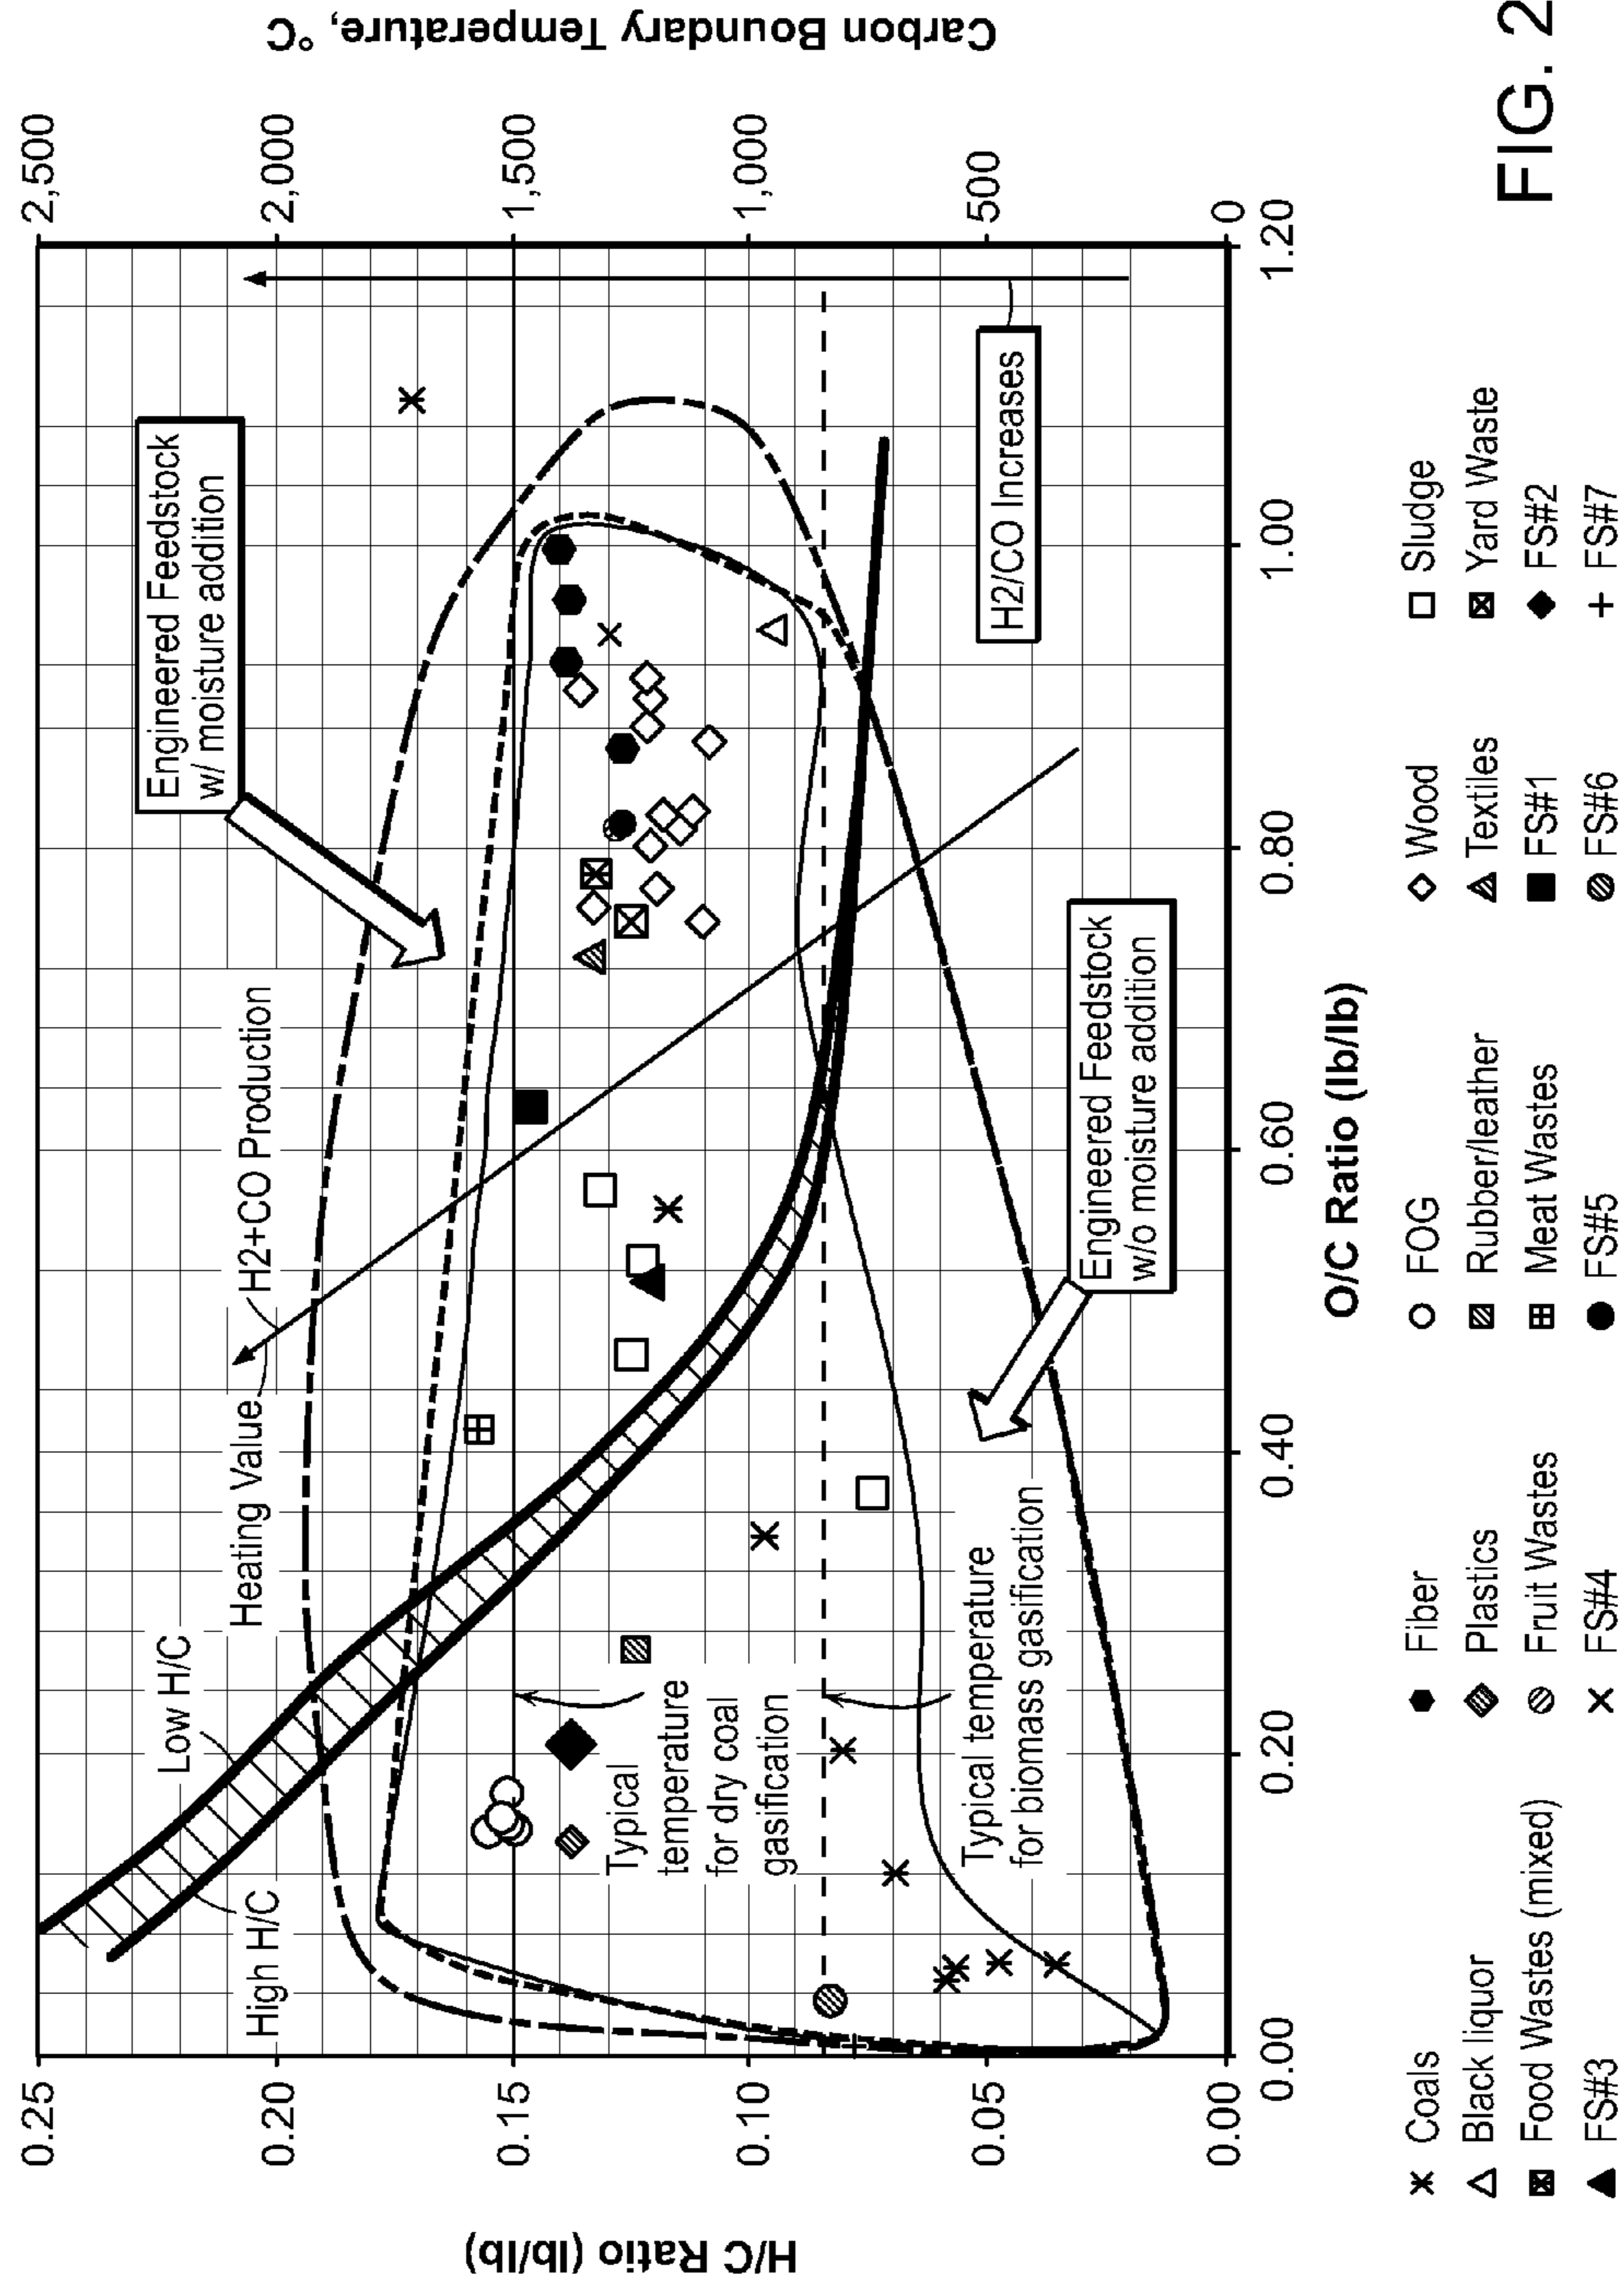 Carbon Boundary Temperature, °C
H/C Ratio (lb/lb)
0.25
0.20
0.15
0.10
0.05
0.00
2,500
2,000
1,500
1,000
500
0
High H/C
Low H/C
Heating Value
H2+CO Production
Engineered Feedstock
w/ moisture addition
Typical
temperature
for dry coal
gasification
Typical temperature
for biomass gasification
Engineered Feedstock
w/o moisture addition
H2/CO Increases
0.00
0.20
0.40
0.60
0.80
1.00
1.20
O/C Ratio (lb/lb)
Coals
Fiber
FOG
Wood
Sludge
Black liquor
Plastics
Rubber/leather
Textiles
Yard Waste
Food Wastes (mixed)
Fruit Wastes
Meat Wastes
FS#1
FS#2
FS#3
FS#4
FS#5
FS#6
FS#7
FIG. 2